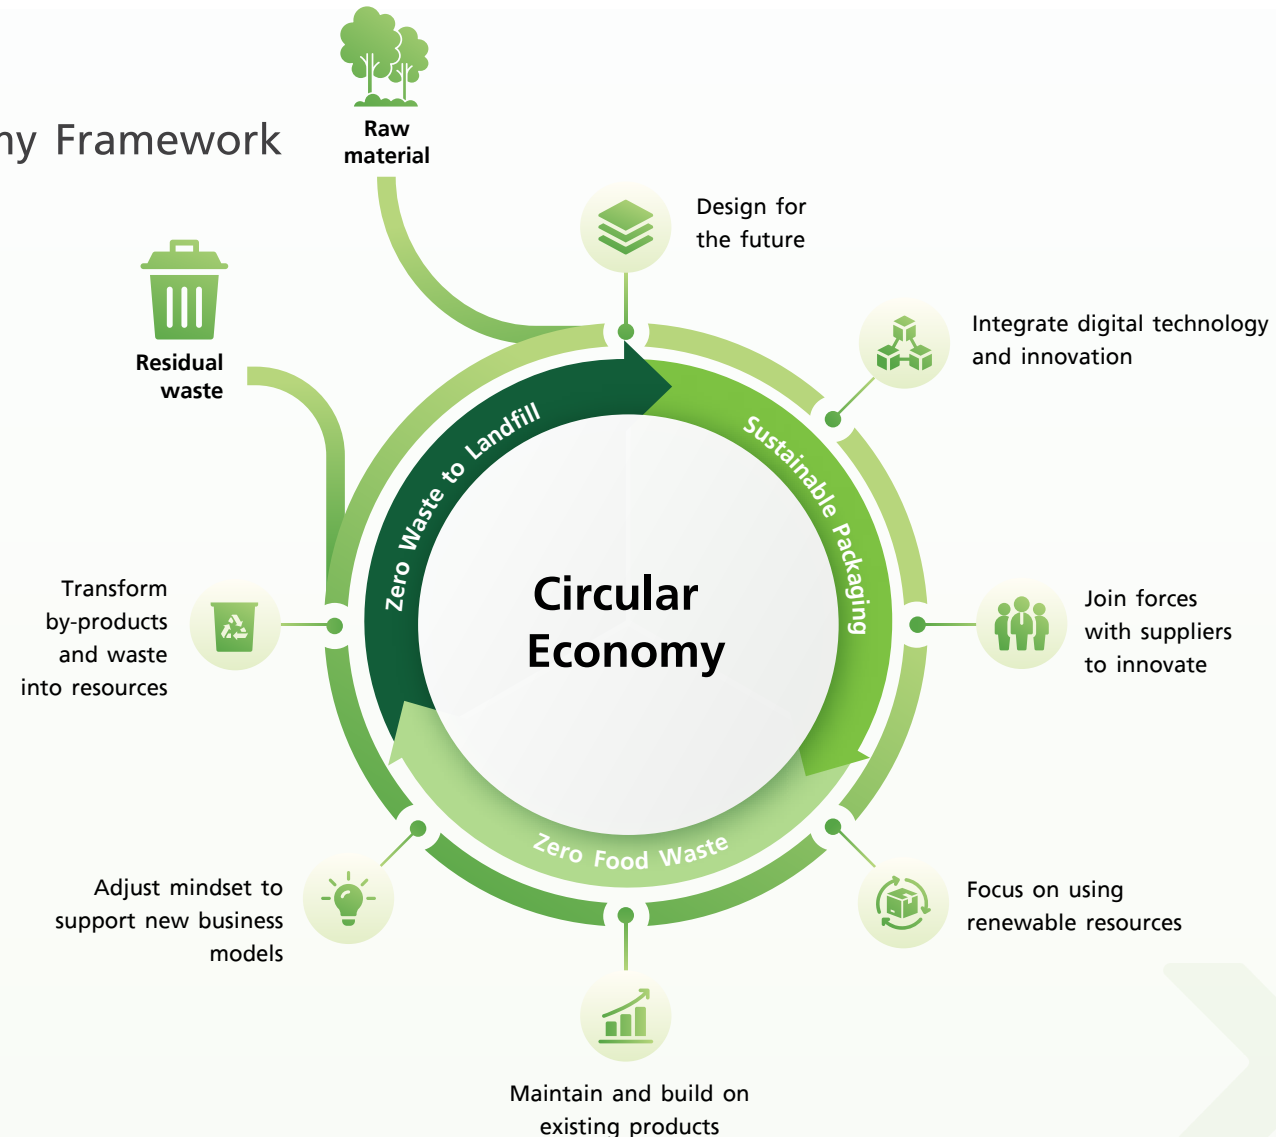 Framework
Raw
material
Residual
waste
Design for
the future
Integrate digital technology
and innovation
Join forces
with suppliers
to innovate
Focus on using
renewable resources
Maintain and build on
existing products
Adjust mindset to
support new business
models
Transform
by-products
and waste
into resources
Zero Waste to Landfill
Sustainable Packaging
Zero Food Waste
Circular
Economy